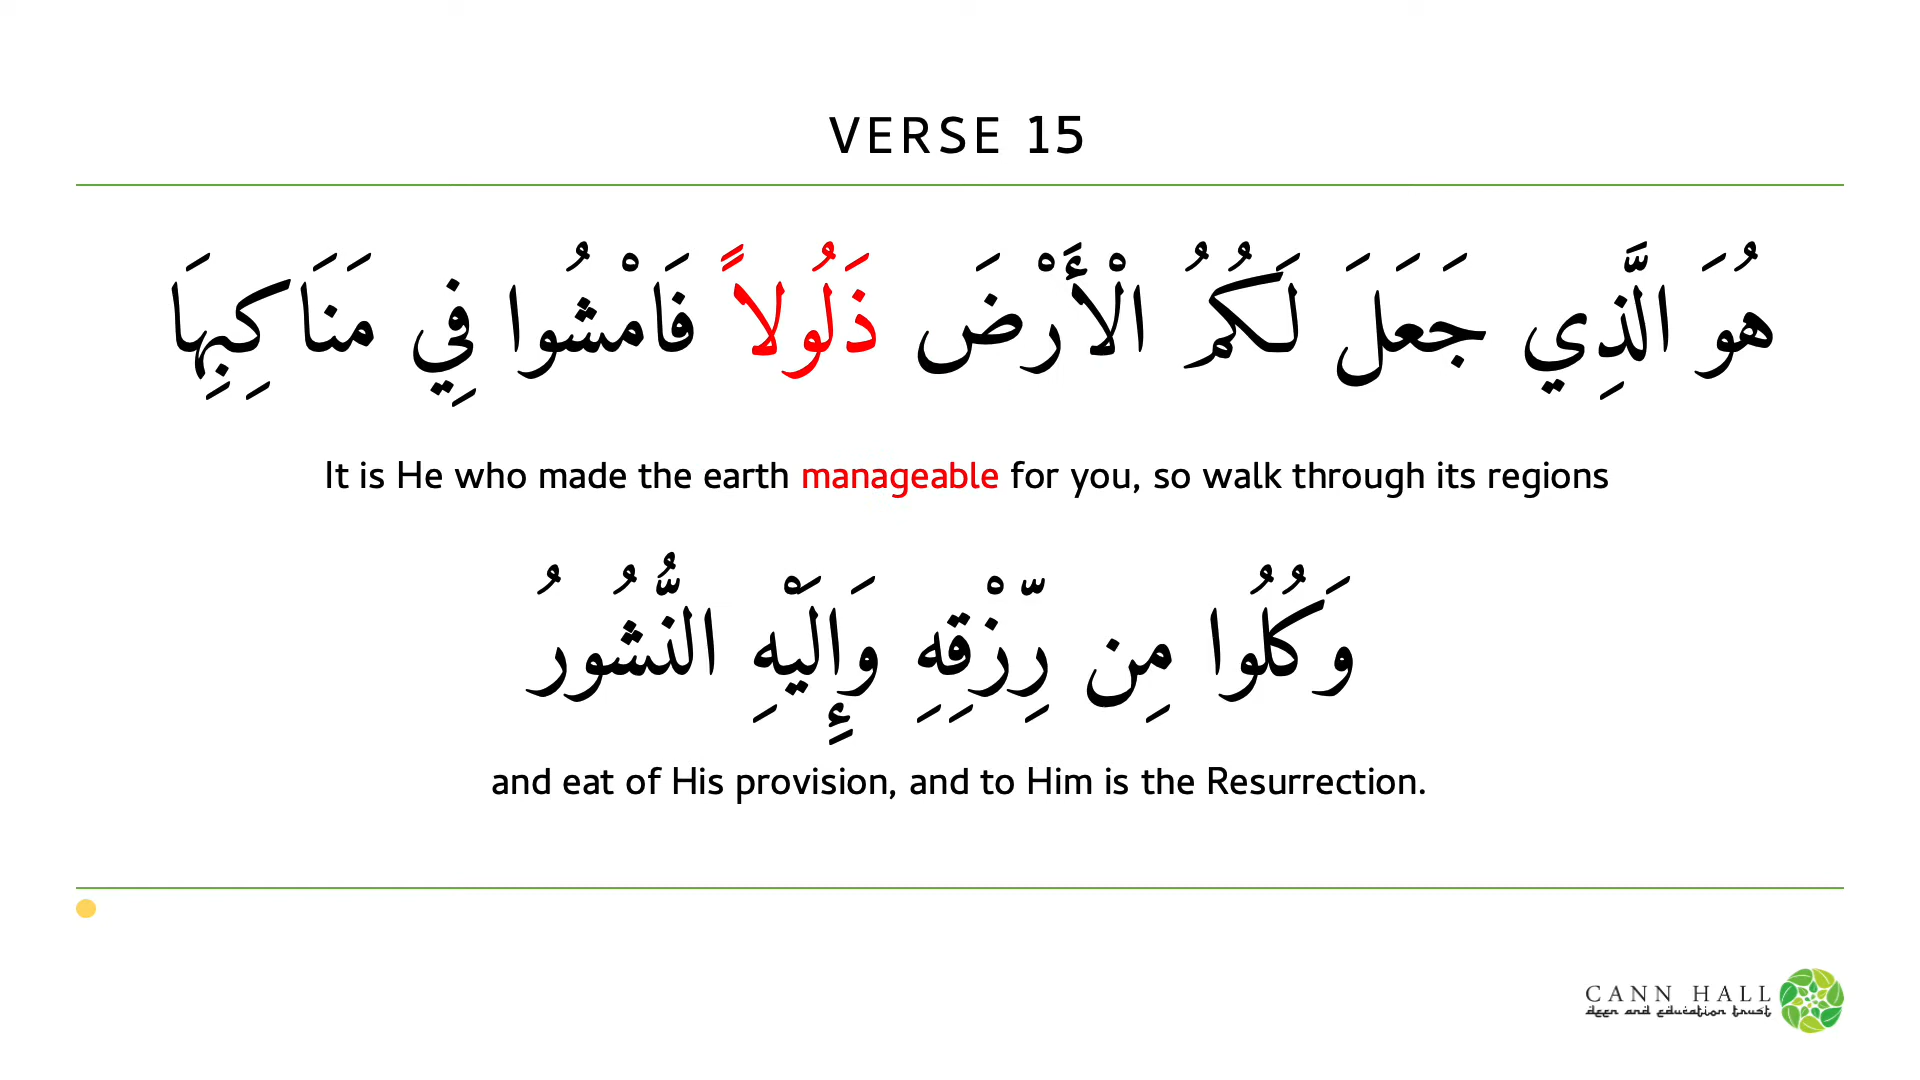 VERSE 15
هُوَ الَّذِي جَعَلَ لَكُمُ الْأَرْضَ ذَلُولاً فَامْشُوا فِي مَنَاكِبِهَا
It is He who made the earth manageable for you, so walk through its regions
وَكُلُوا مِن رِّزْقِهِ وَإِلَيْهِ النُّشُورُ
and eat of His provision, and to Him is the Resurrection.
CANN HALL
deen and education trust